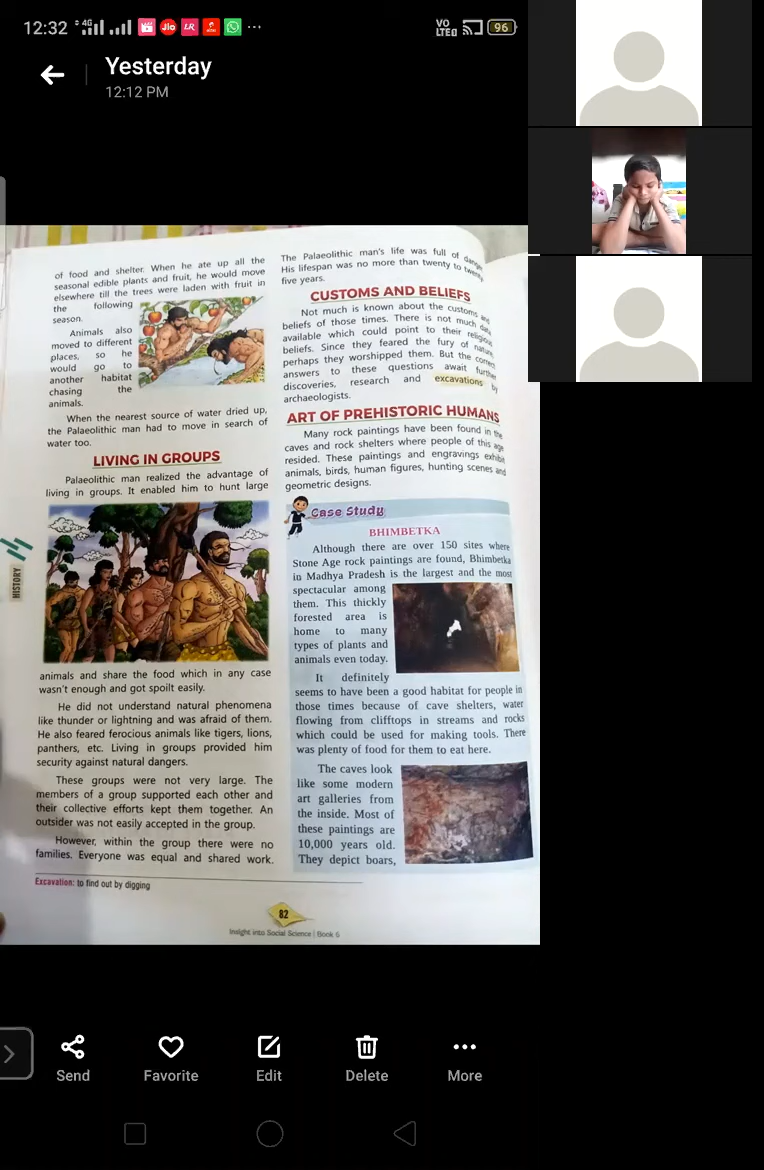 12:32
4G
VO
LTE
96
Yesterday
12:12 PM
of food and shelter. When he ate up all the
seasonal edible plants and fruit, he would move
elsewhere till the trees were laden with fruit in
the following
season.
Animals also
moved to different
places, so he
would go to
another habitat
chasing the
animals.
When the nearest source of water dried up,
the Palaeolithic man had to move in search of
water too.
LIVING IN GROUPS
Palaeolithic man realized the advantage of
living in groups. It enabled him to hunt large
HISTORY
animals and share the food which in any case
wasn't enough and got spoilt easily.
He did not understand natural phenomena
like thunder or lightning and was afraid of them.
He also feared ferocious animals like tigers, lions,
panthers, etc. Living in groups provided him
security against natural dangers.
These groups were not very large. The
members of a group supported each other and
their collective efforts kept them together. An
outsider was not easily accepted in the group.
However, within the group there were no
families. Everyone was equal and shared work.
The Palaeolithic man's life was full of danger
His lifespan was no more than twenty to twenty
five years.
CUSTOMS AND BELIEFS
Not much is known about the customs and
beliefs of those times. There is not much data
available which could point to their religious
beliefs. Since they feared the fury of nature,
perhaps they worshipped them. But the correct
answers to these questions await further
discoveries, research and excavations by
archaeologists.
ART OF PREHISTORIC HUMANS
Many rock paintings have been found in the
caves and rock shelters where people of this age
resided. These paintings and engravings exhibit
animals, birds, human figures, hunting scenes and
geometric designs.
Case Study
BHIMBETKA
Although there are over 150 sites where
Stone Age rock paintings are found, Bhimbetka
in Madhya Pradesh is the largest and the most
spectacular among
them. This thickly
forested area is
home to many
types of plants and
animals even today.
It definitely
seems to have been a good habitat for people in
those times because of cave shelters, water
flowing from clifftops in streams and rocks
which could be used for making tools. There
was plenty of food for them to eat here.
The caves look
like some modern
art galleries from
the inside. Most of
these paintings are
10,000 years old.
They depict boars,
Excavation: to find out by digging
82
Insight into Social Science | Book 6
Send
Favorite
Edit
Delete
More